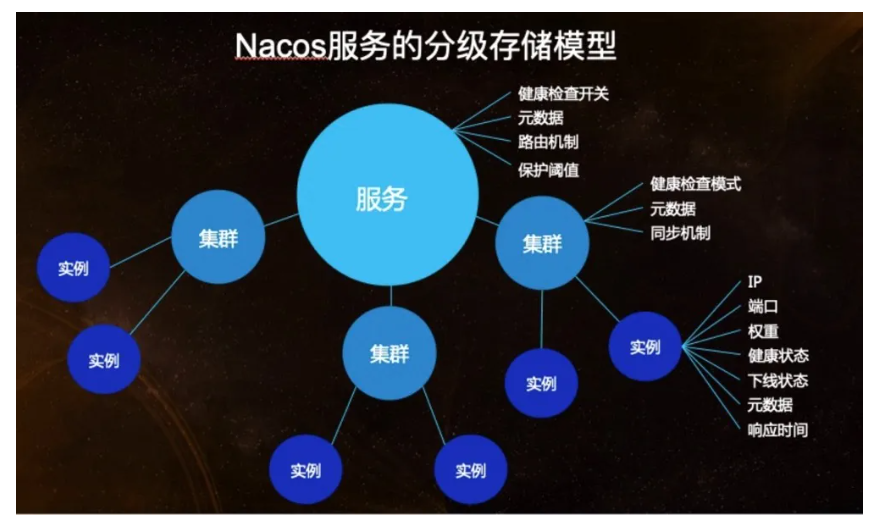 Nacos服务的分级存储模型
健康检查开关
元数据
路由机制
保护阈值
服务
健康检查模式
元数据
同步机制
集群
集群
实例
实例
集群
实例
实例
实例
实例
IP
端口
权重
健康状态
下线状态
元数据
响应时间